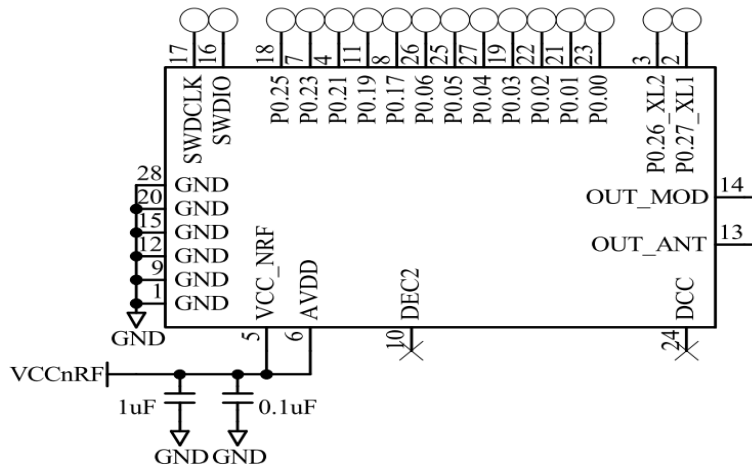 17 16 18 7 4 11 8 26 25 27 19 22 21 23 3 2
SWDCLK SWDIO P0.25 P0.23 P0.21 P0.19 P0.17 P0.06 P0.05 P0.04 P0.03 P0.02 P0.01 P0.00 P0.26_XL2 P0.27_XL1
28 GND
20 GND
15 GND
12 GND
9 GND
1 GND
OUT_MOD 14
OUT_ANT 13
VCC_NRF AVDD DEC2 DCC
GND 5 6 10 24
VCCnRF
1uF 0.1uF
GND GND